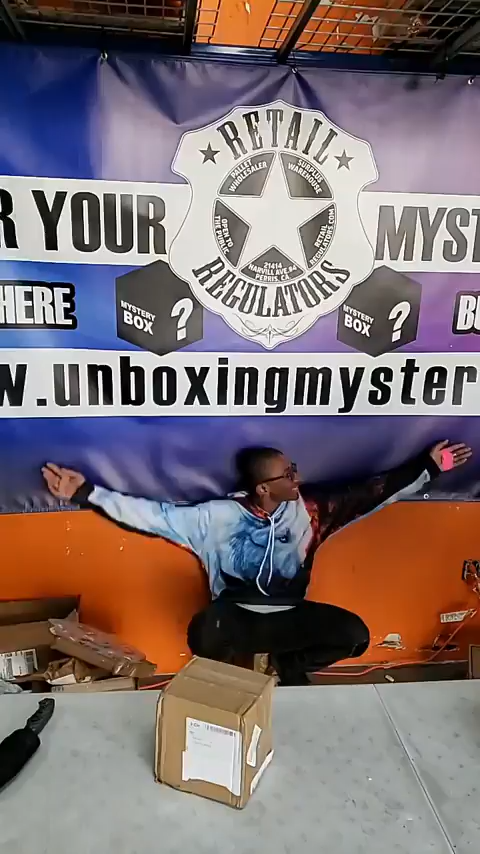 RETAIL
PALLET WHOLESALER
SURPLUS WAREHOUSE
OPEN TO THE PUBLIC
RETAIL REGULATORS.COM
21414
HARVILL AVE.#4
PERRIS, CA
REGULATORS
R YOUR
MYST
HERE
MYSTERY
BOX
?
MYSTERY
BOX
?
BU
w.unboxingmyster